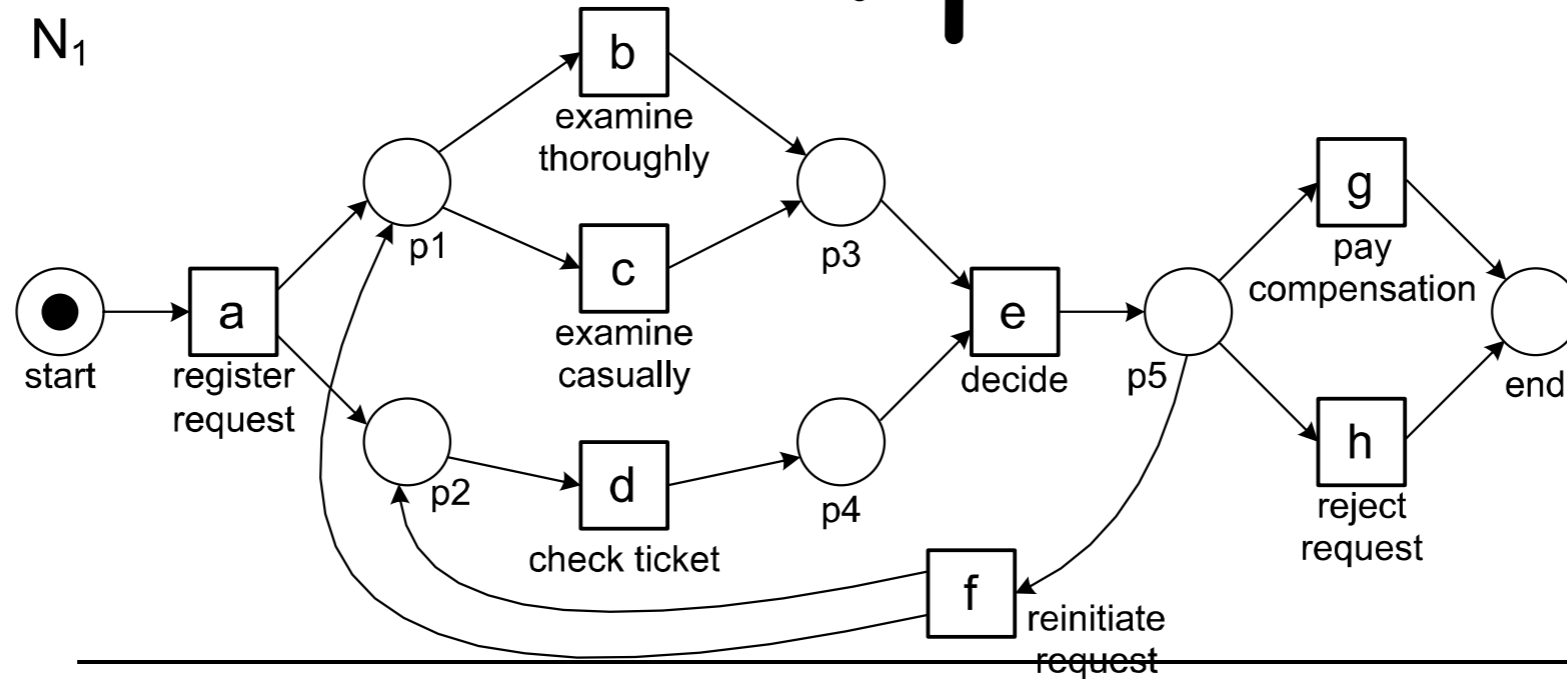 N₁
b
examine
thoroughly
p1
c
examine
casually
p3
g
pay
compensation
start
a
register
request
e
decide
p5
end
p2
d
check ticket
p4
h
reject
request
f
reinitiate
request